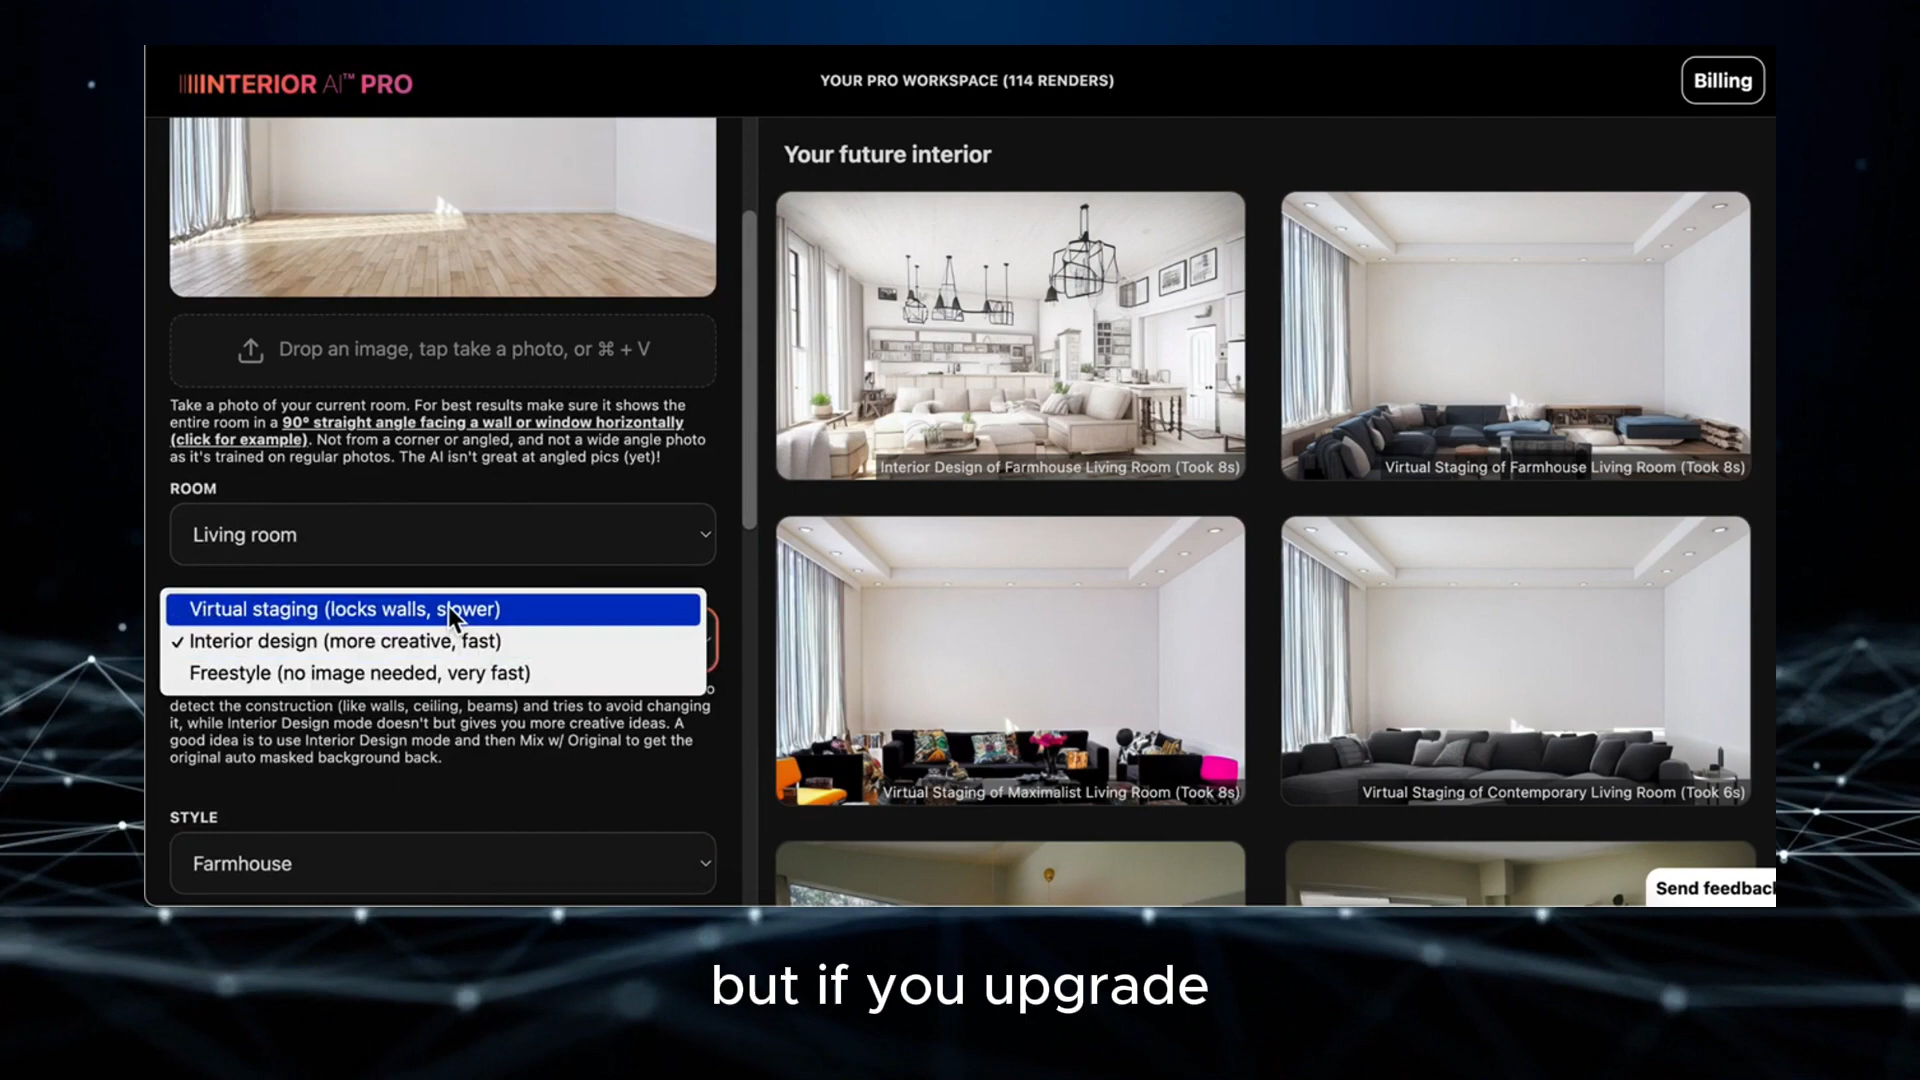 INTERIOR AI™ PRO
YOUR PRO WORKSPACE (114 RENDERS)
Billing
Drop an image, tap take a photo, or ⌘ + V
Take a photo of your current room. For best results make sure it shows the
entire room in a 90° straight angle facing a wall or window horizontally
(click for example). Not from a corner or angled, and not a wide angle photo
as it's trained on regular photos. The AI isn't great at angled pics (yet)!
ROOM
Living room
Virtual staging (locks walls, slower)
✓ Interior design (more creative, fast)
Freestyle (no image needed, very fast)
detect the construction (like walls, ceiling, beams) and tries to avoid changing
it, while Interior Design mode doesn't but gives you more creative ideas. A
good idea is to use Interior Design mode and then Mix w/ Original to get the
original auto masked background back.
STYLE
Farmhouse
Your future interior
Interior Design of Farmhouse Living Room (Took 8s)
Virtual Staging of Farmhouse Living Room (Took 8s)
Virtual Staging of Maximalist Living Room (Took 8s)
Virtual Staging of Contemporary Living Room (Took 6s)
Send feedback
but if you upgrade